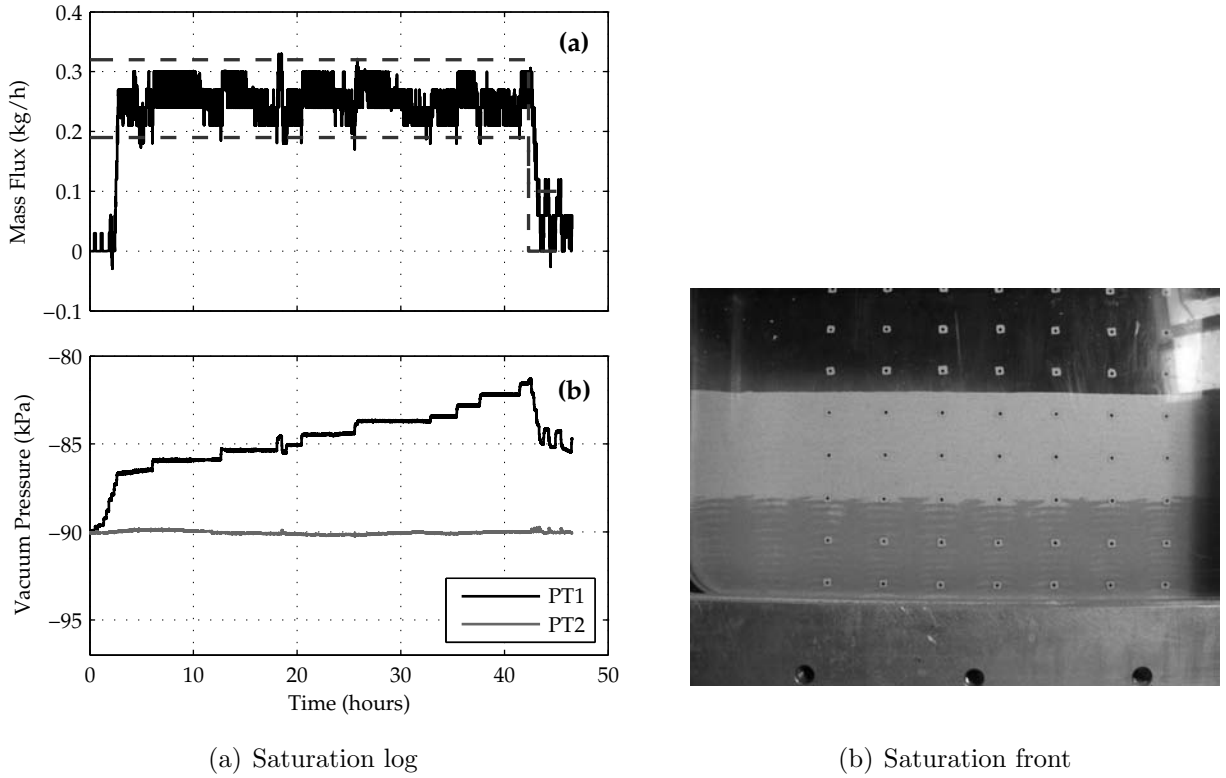 0.4
(a)
0.3
0.2
0.1
0
−0.1
Mass Flux (kg/h)
−80
(b)
−85
−90
−95
Vacuum Pressure (kPa)
PT1
PT2
0 10 20 30 40 50
Time (hours)
(a) Saturation log
(b) Saturation front